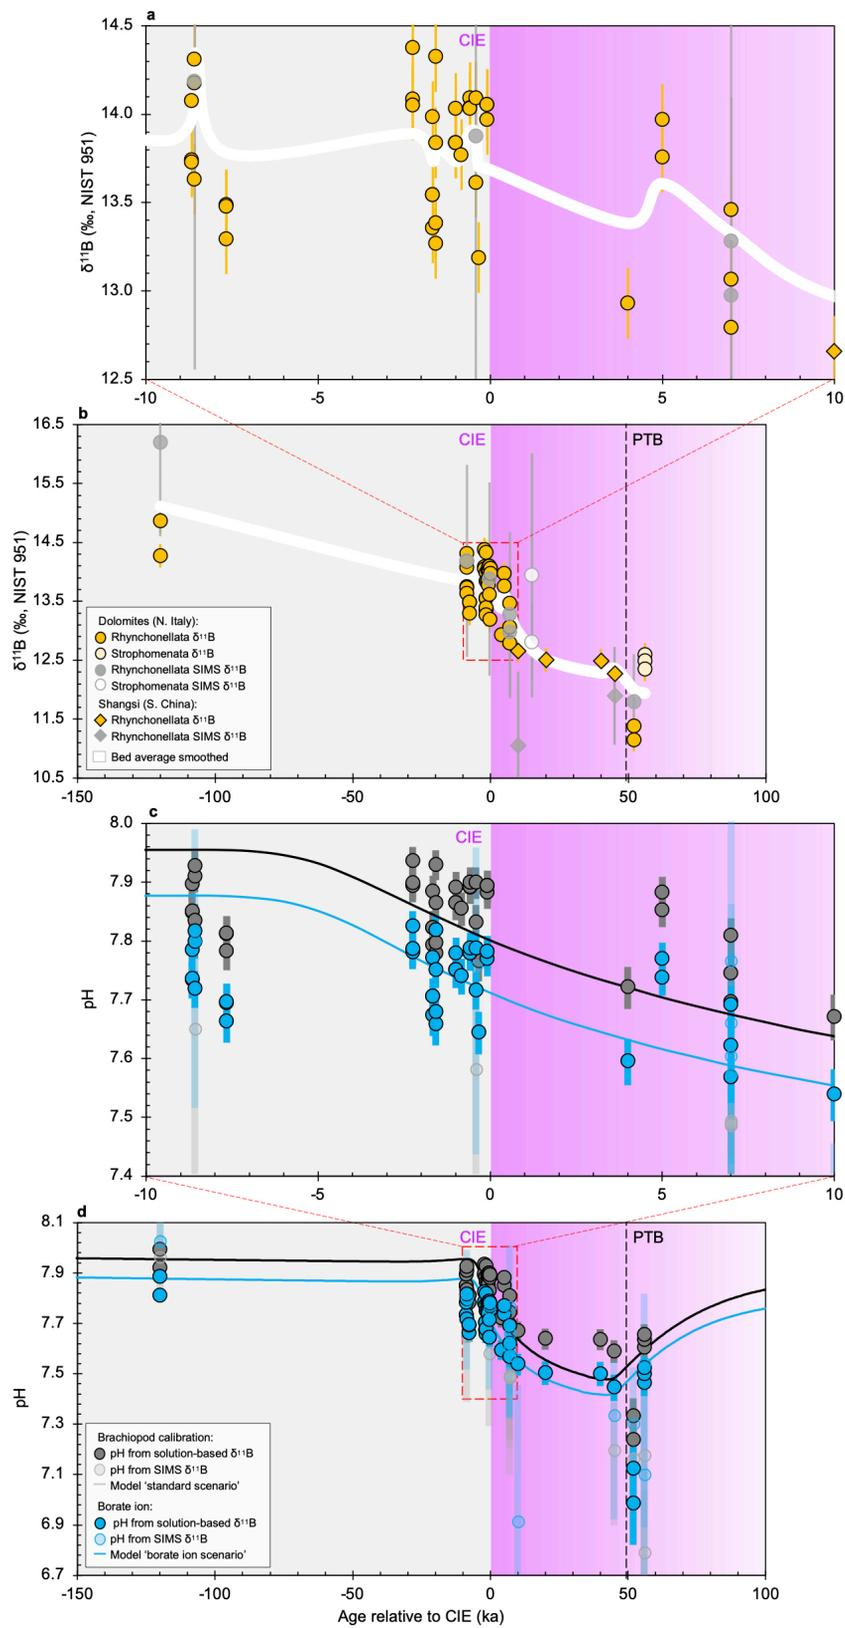 a
14.5
14.0
13.5
13.0
12.5
δ¹¹B (‰, NIST 951)
CIE
-10 -5 0 5 10
b
16.5
15.5
14.5
13.5
12.5
11.5
10.5
δ¹¹B (‰, NIST 951)
CIE
PTB
Dolomites (N. Italy):
Rhynchonellata δ¹¹B
Strophomenata δ¹¹B
Rhynchonellata SIMS δ¹¹B
Strophomenata SIMS δ¹¹B
Shangsi (S. China):
Rhynchonellata δ¹¹B
Rhynchonellata SIMS δ¹¹B
Bed average smoothed
-150 -100 -50 0 50 100
c
8.0
7.9
7.8
7.7
7.6
7.5
7.4
pH
CIE
-10 -5 0 5 10
d
8.1
7.9
7.7
7.5
7.3
7.1
6.9
6.7
pH
CIE
PTB
Brachiopod calibration:
pH from solution-based δ¹¹B
pH from SIMS δ¹¹B
Model ‘standard scenario’
Borate ion:
pH from solution-based δ¹¹B
pH from SIMS δ¹¹B
Model ‘borate ion scenario’
-150 -100 -50 0 50 100
Age relative to CIE (ka)